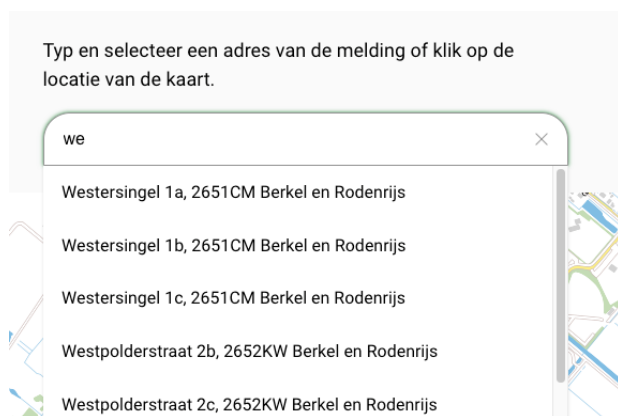 Typ en selecteer een adres van de melding of klik op de
locatie van de kaart.
we
Westersingel 1a, 2651CM Berkel en Rodenrijs
Westersingel 1b, 2651CM Berkel en Rodenrijs
Westersingel 1c, 2651CM Berkel en Rodenrijs
Westpolderstraat 2b, 2652KW Berkel en Rodenrijs
Westpolderstraat 2c, 2652KW Berkel en Rodenrijs